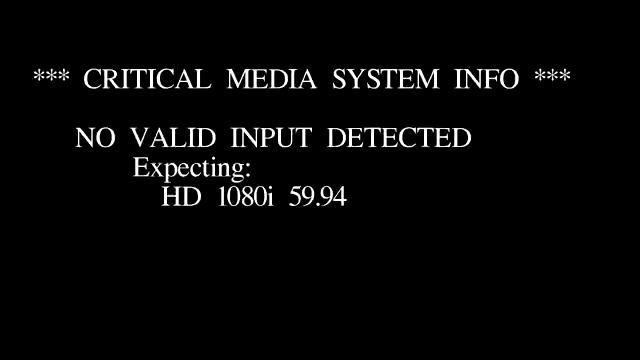 *** CRITICAL MEDIA SYSTEM INFO ***
NO VALID INPUT DETECTED
Expecting:
HD 1080i 59.94